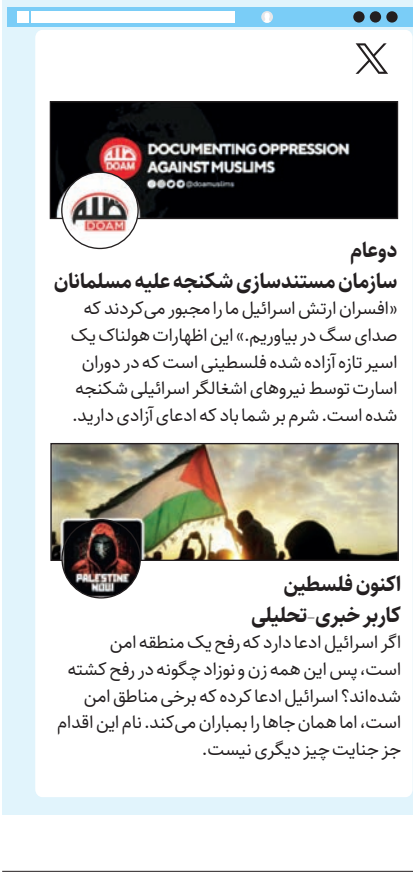 DOCUMENTING OPPRESSION
AGAINST MUSLIMS
@doamuslims
DOAM
DOAM
دوعام
سازمان مستندسازی شکنجه علیه مسلمانان
«افسران ارتش اسرائیل ما را مجبور می‌کردند که
صدای سگ در بیاوریم.» این اظهارات هولناک یک
اسیر تازه آزاده شده فلسطینی است که در دوران
اسارت توسط نیروهای اشغالگر اسرائیلی شکنجه
شده است. شرم بر شما باد که ادعای آزادی دارید.
PALESTINE
NOW!
اکنون فلسطین
کاربر خبری-تحلیلی
اگر اسرائیل ادعا دارد که رفح یک منطقه امن
است، پس این همه زن و نوزاد چگونه در رفح کشته
شده‌اند؟ اسرائیل ادعا کرده که برخی مناطق امن
است، اما همان جاها را بمباران می‌کند. نام این اقدام
جز جنایت چیز دیگری نیست.